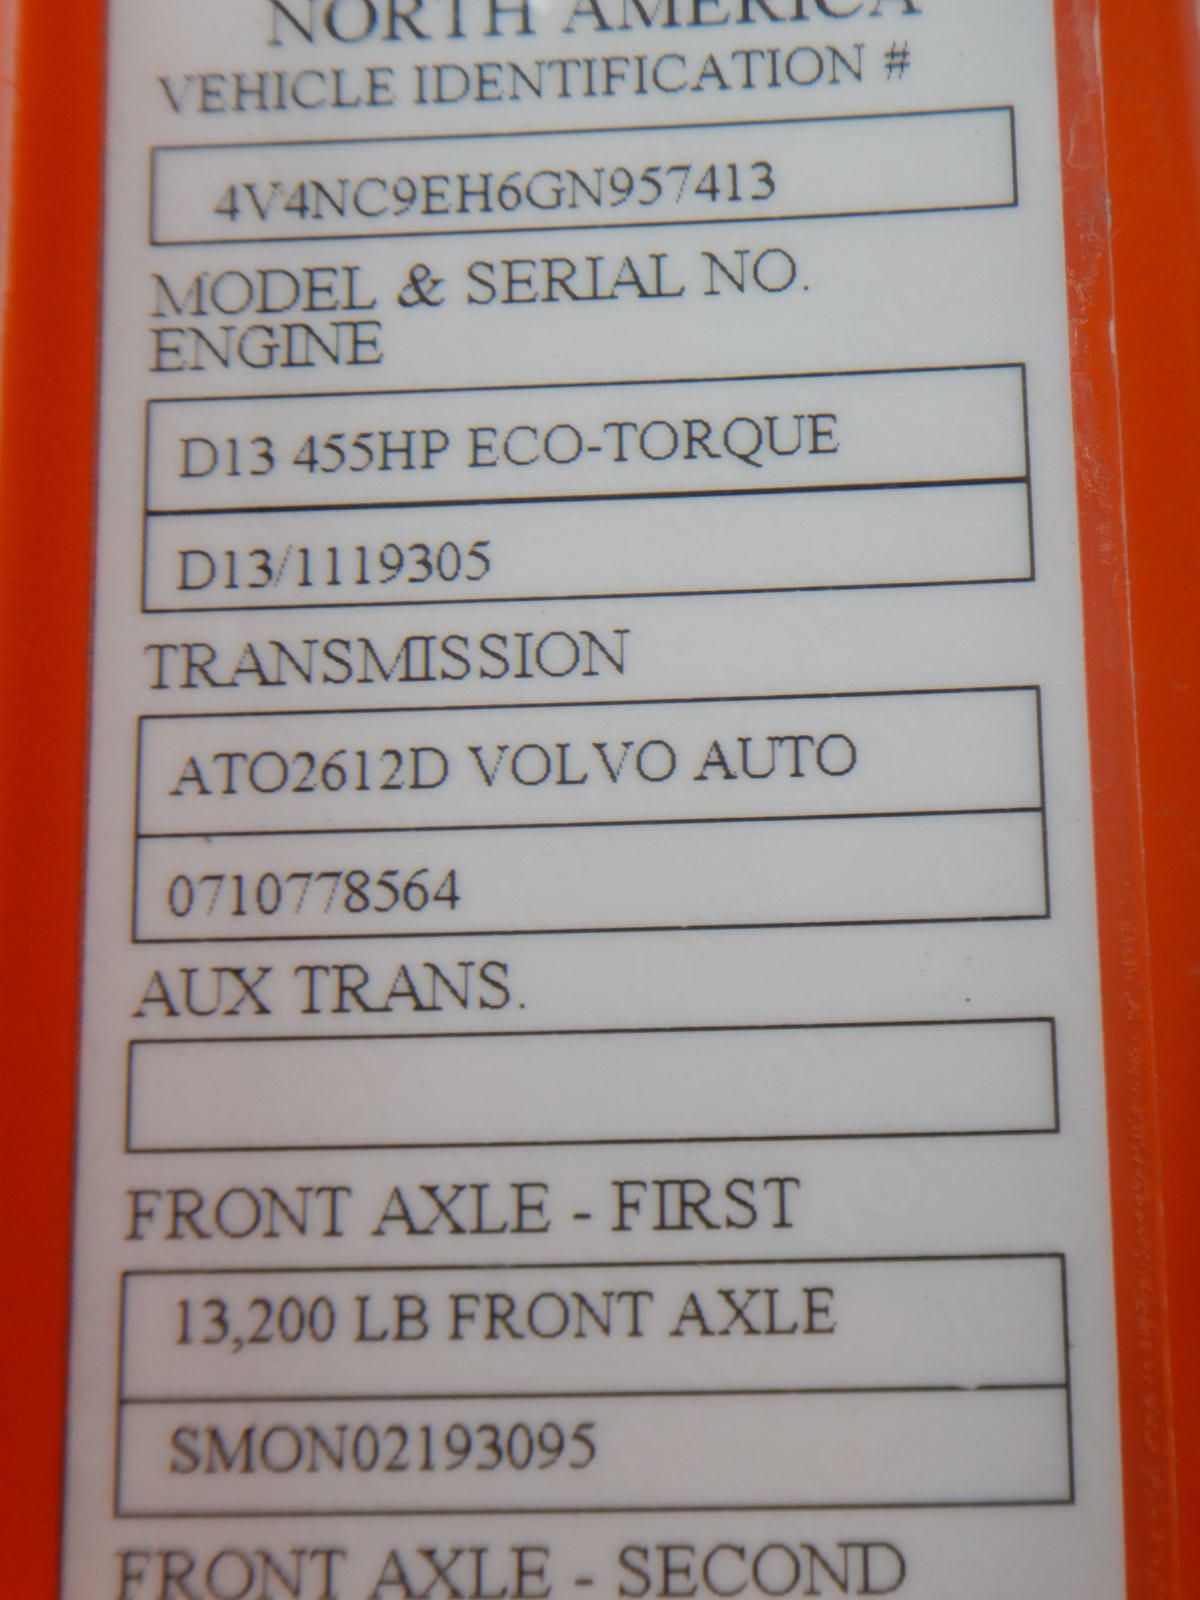 NORTH AMERICA
VEHICLE IDENTIFICATION #
4V4NC9EH6GN957413
MODEL & SERIAL NO.
ENGINE
D13 455HP ECO-TORQUE
D13/1119305
TRANSMISSION
ATO2612D VOLVO AUTO
0710778564
AUX TRANS.
FRONT AXLE - FIRST
13,200 LB FRONT AXLE
SMON02193095
FRONT AXLE - SECOND